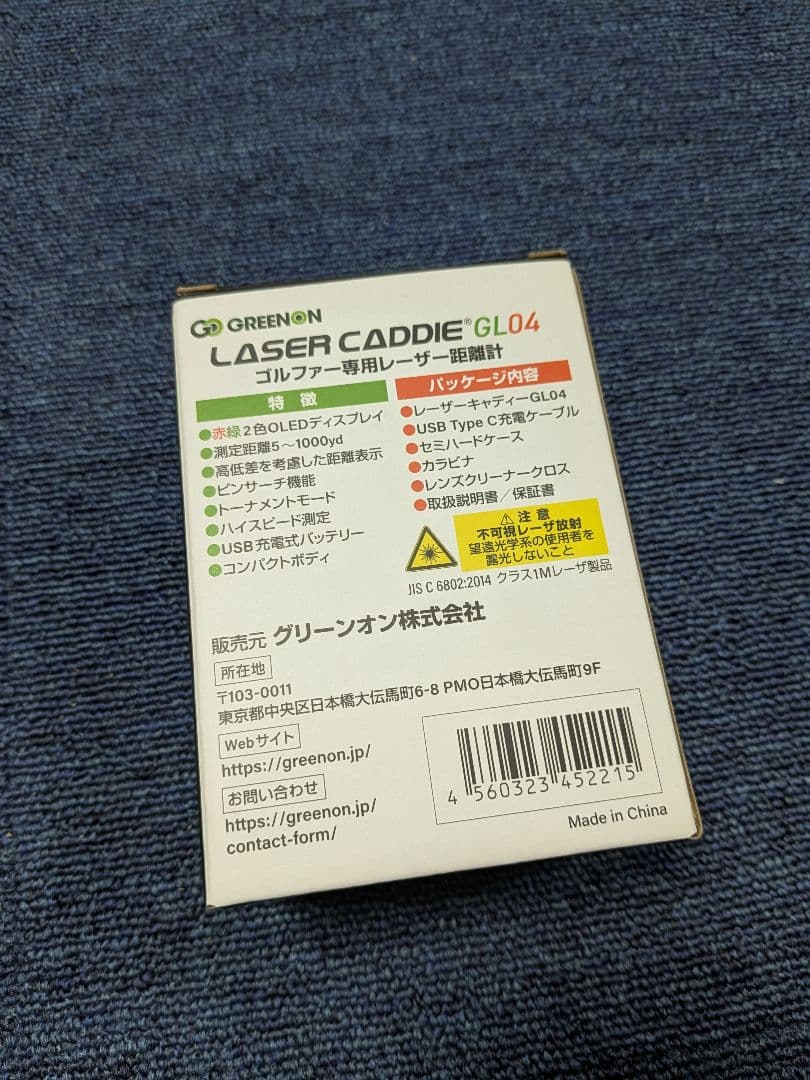 GREENON
LASER CADDIE® GL04
ゴルファー専用レーザー距離計
特 徴
●赤緑2色OLEDディスプレイ
●測定距離5〜1000yd
●高低差を考慮した距離表示
●ピンサーチ機能
●トーナメントモード
●ハイスピード測定
●USB充電式バッテリー
●コンパクトボディ
パッケージ内容
●レーザーキャディーGL04
●USB Type C充電ケーブル
●セミハードケース
●カラビナ
●レンズクリーナークロス
●取扱説明書／保証書
⚠ 注 意
不可視レーザ放射
望遠光学系の使用者を
露光しないこと
JIS C 6802:2014 クラス1Mレーザ製品
販売元 グリーンオン株式会社
所在地
〒103-0011
東京都中央区日本橋大伝馬町6-8 PMO日本橋大伝馬町9F
Webサイト
https://greenon.jp/
お問い合わせ
https://greenon.jp/
contact-form/
4 560323 452215
Made in China